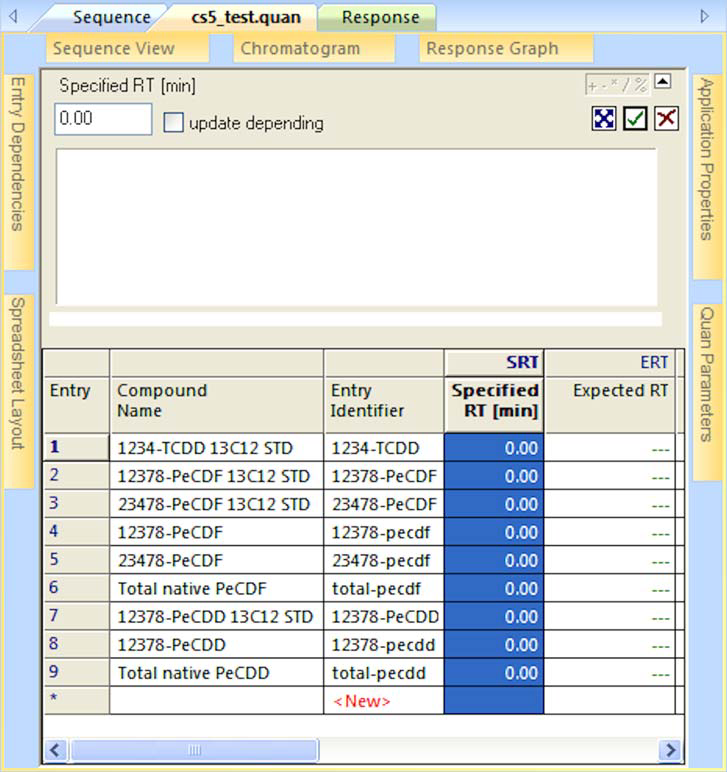 Sequence cs5_test.quan Response
Sequence View Chromatogram Response Graph
Entry Dependencies
Spreadsheet Layout
Application Properties
Quan Parameters
Specified RT [min] + - * / %
0.00 update depending
SRT ERT
Entry Compound Name Entry Identifier Specified RT [min] Expected RT
1 1234-TCDD 13C12 STD 1234-TCDD 0.00 ---
2 12378-PeCDF 13C12 STD 12378-PeCDF 0.00 ---
3 23478-PeCDF 13C12 STD 23478-PeCDF 0.00 ---
4 12378-PeCDF 12378-pecdf 0.00 ---
5 23478-PeCDF 23478-pecdf 0.00 ---
6 Total native PeCDF total-pecdf 0.00 ---
7 12378-PeCDD 13C12 STD 12378-PeCDD 0.00 ---
8 12378-PeCDD 12378-pecdd 0.00 ---
9 Total native PeCDD total-pecdd 0.00 ---
* <New>